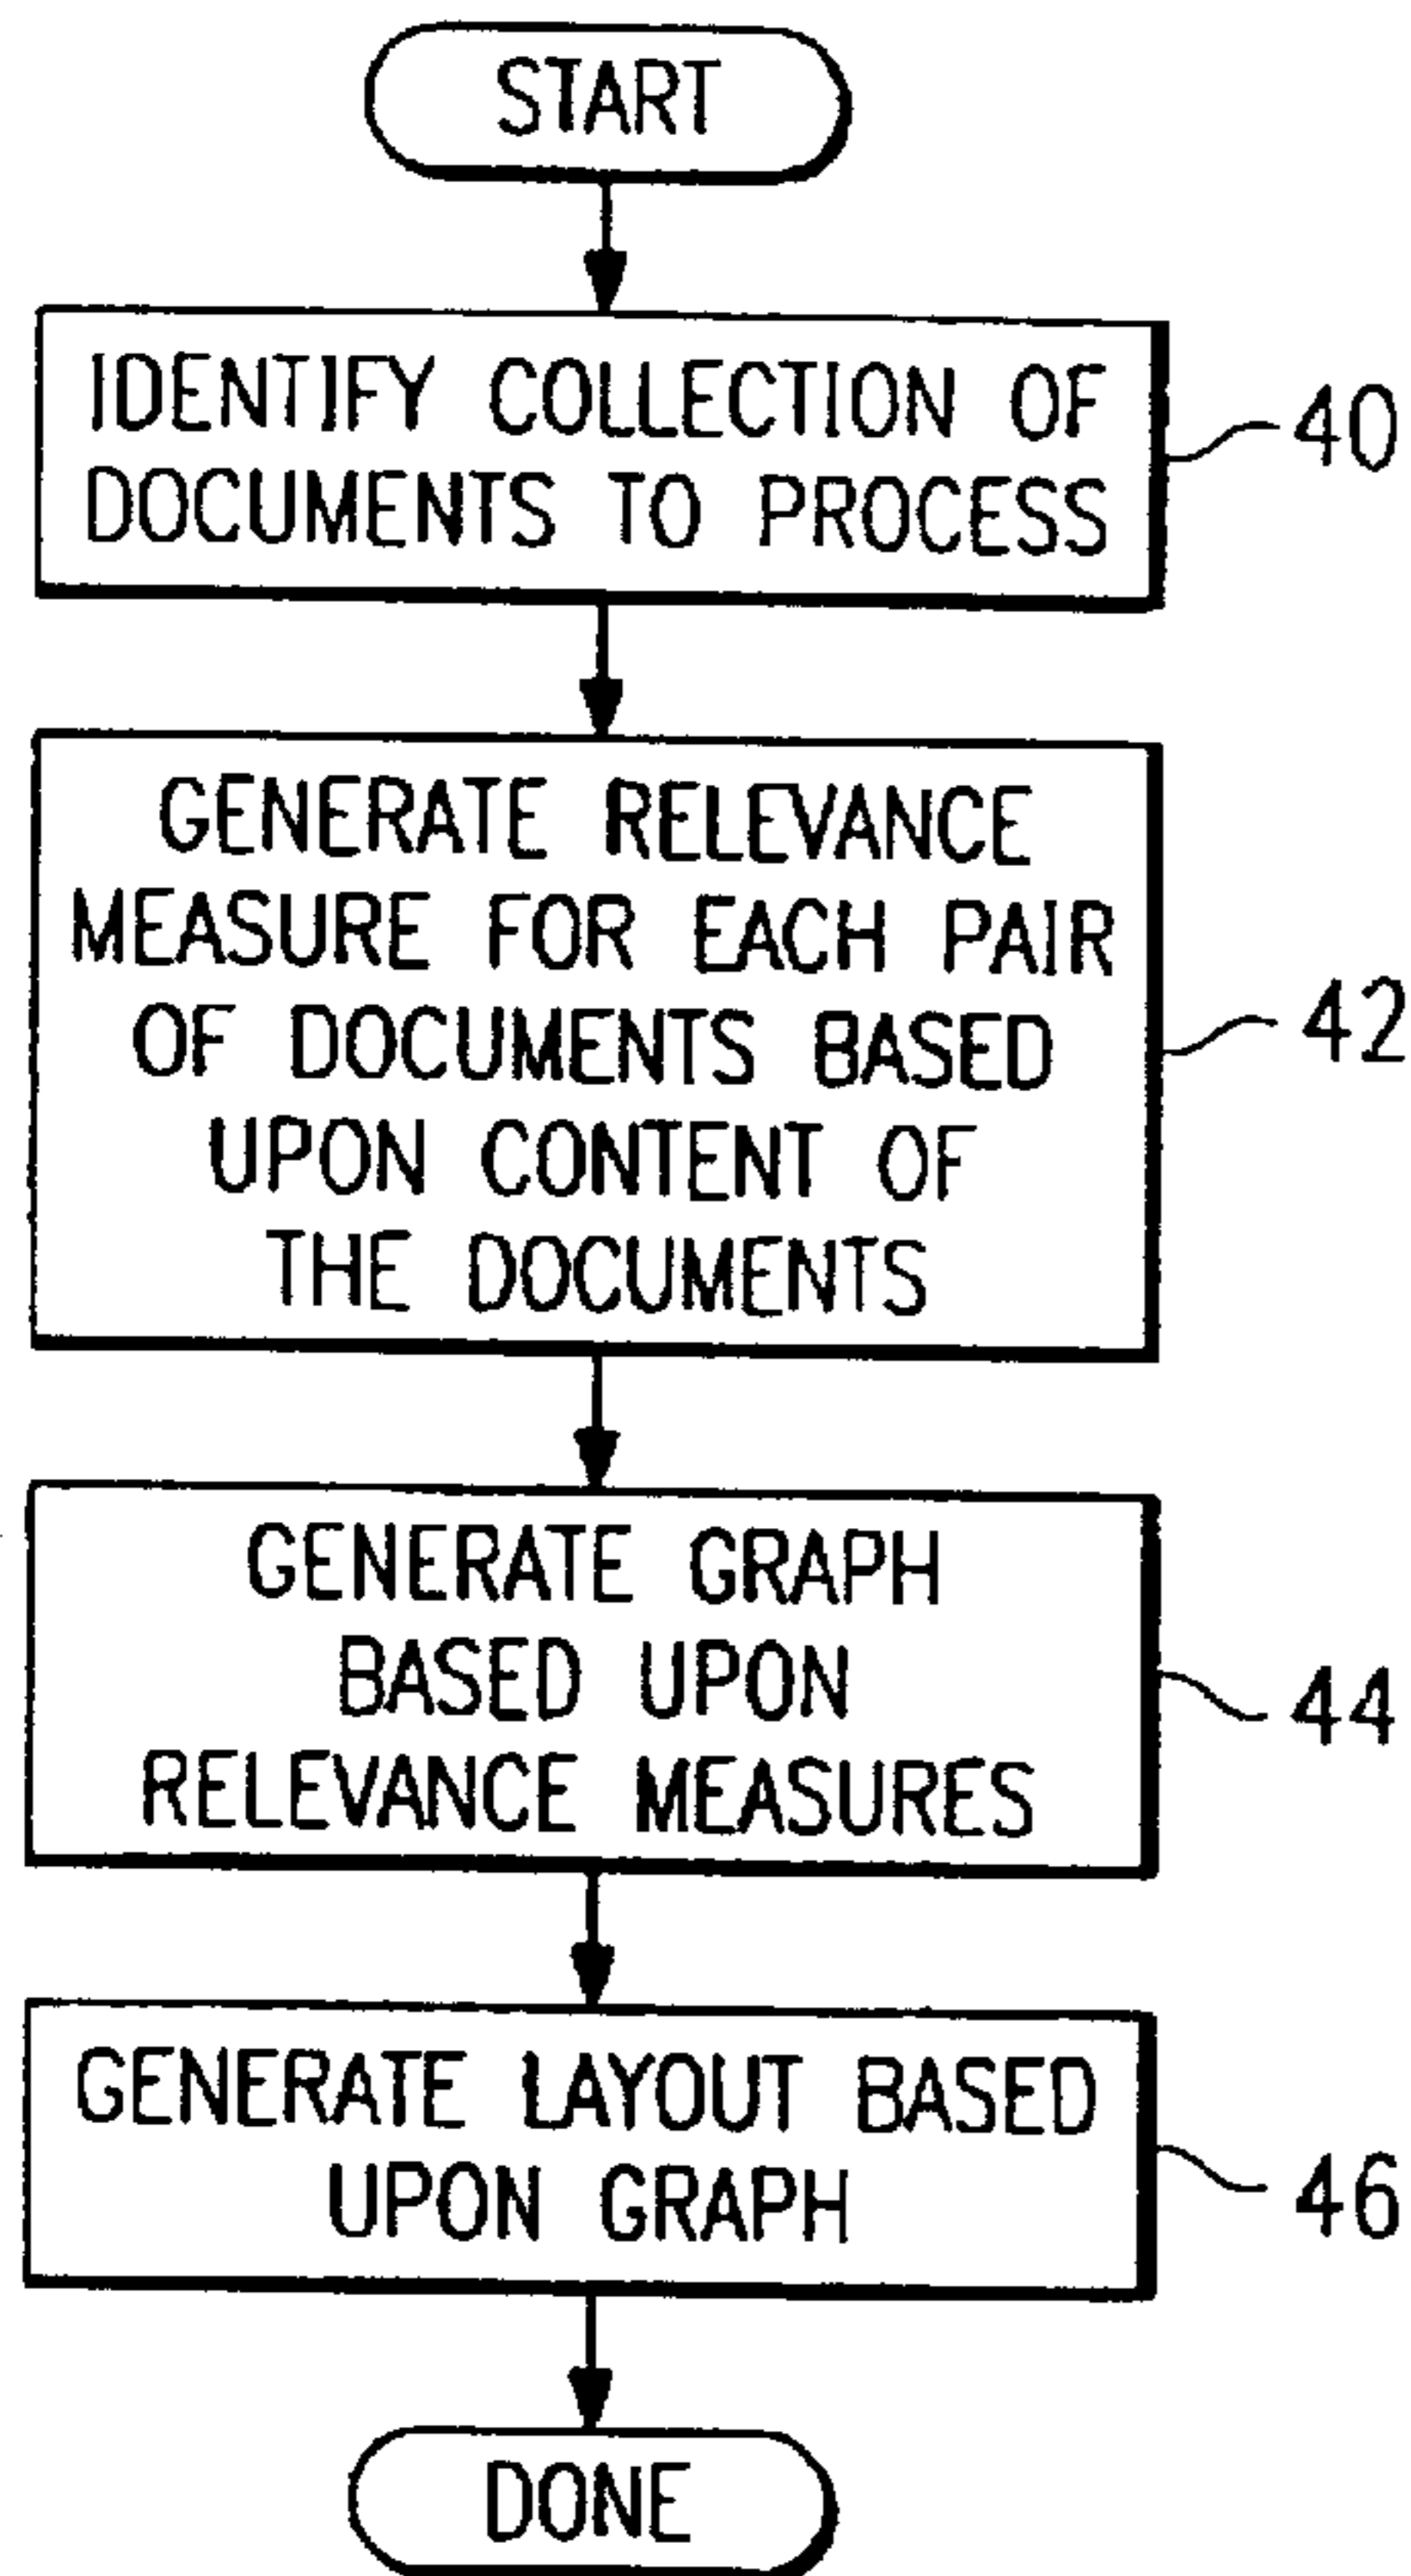 START
IDENTIFY COLLECTION OF
DOCUMENTS TO PROCESS
40
GENERATE RELEVANCE
MEASURE FOR EACH PAIR
OF DOCUMENTS BASED
UPON CONTENT OF
THE DOCUMENTS
42
GENERATE GRAPH
BASED UPON
RELEVANCE MEASURES
44
GENERATE LAYOUT BASED
UPON GRAPH
46
DONE